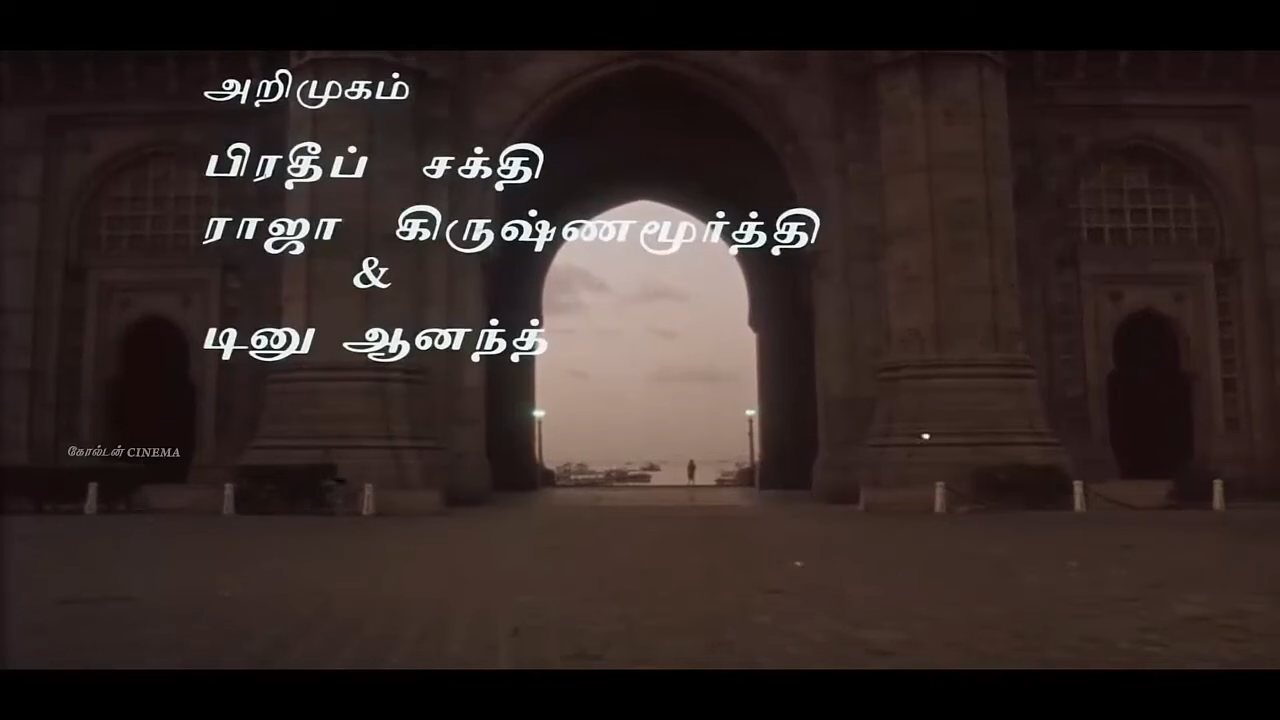 அறிமுகம்
பிரதீப் சக்தி
ராஜா கிருஷ்ணமூர்த்தி
&
டினு ஆனந்த்
கோல்டன் CINEMA